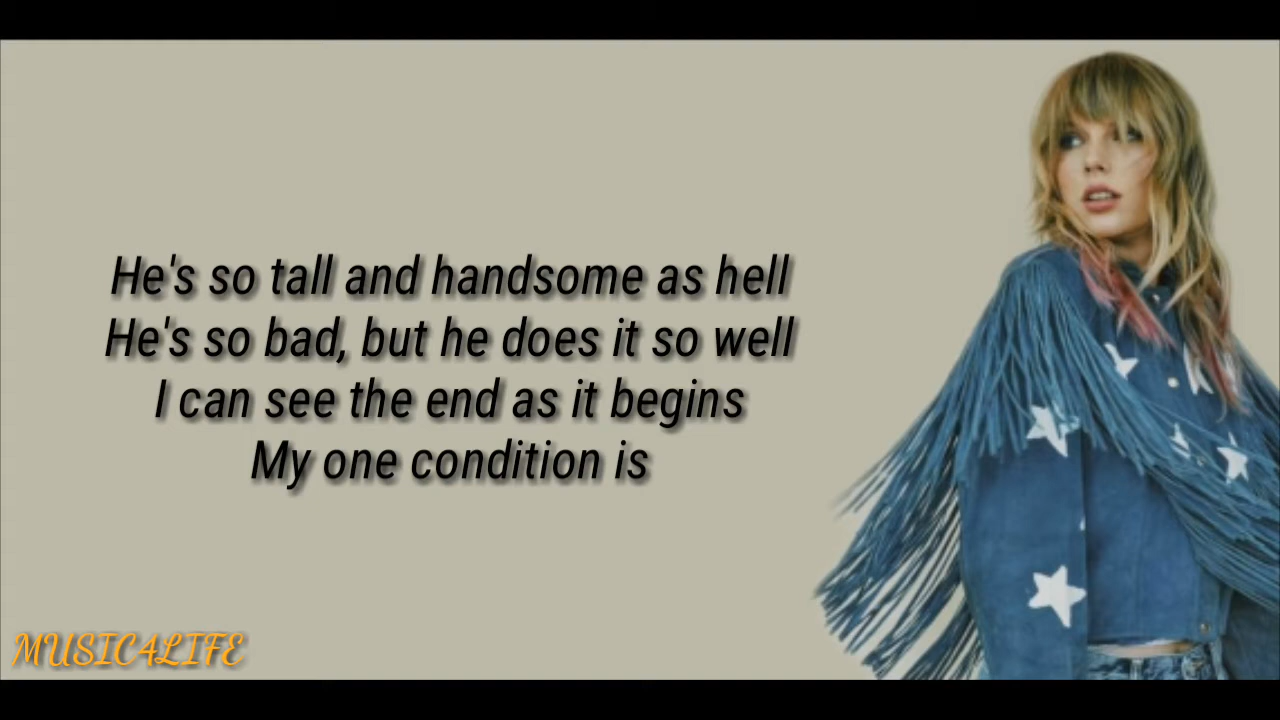 He's so tall and handsome as hell
He's so bad, but he does it so well
I can see the end as it begins
My one condition is
MUSIC4LIFE